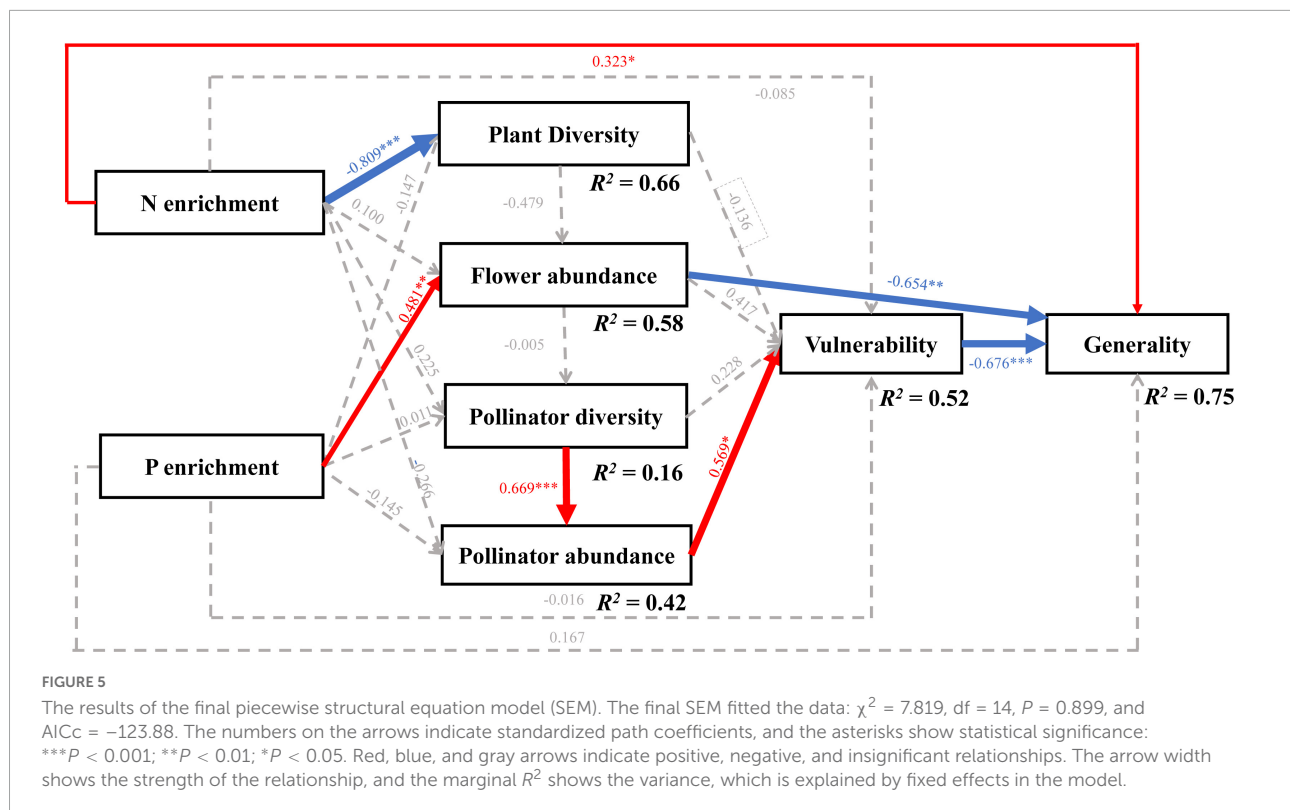 0.323*
-0.085
Plant Diversity
-0.809***
R² = 0.66
-0.147
N enrichment
0.100
-0.479
-0.136
Flower abundance
0.481**
-0.654**
0.417
R² = 0.58
Vulnerability
Generality
0.225
-0.005
-0.676***
0.228
R² = 0.52
R² = 0.75
Pollinator diversity
0.011
P enrichment
R² = 0.16
0.569*
-0.266
0.669***
-0.145
Pollinator abundance
-0.016
R² = 0.42
0.167
FIGURE 5
The results of the final piecewise structural equation model (SEM). The final SEM fitted the data: χ² = 7.819, df = 14, P = 0.899, and
AICc = −123.88. The numbers on the arrows indicate standardized path coefficients, and the asterisks show statistical significance:
***P < 0.001; **P < 0.01; *P < 0.05. Red, blue, and gray arrows indicate positive, negative, and insignificant relationships. The arrow width
shows the strength of the relationship, and the marginal R² shows the variance, which is explained by fixed effects in the model.